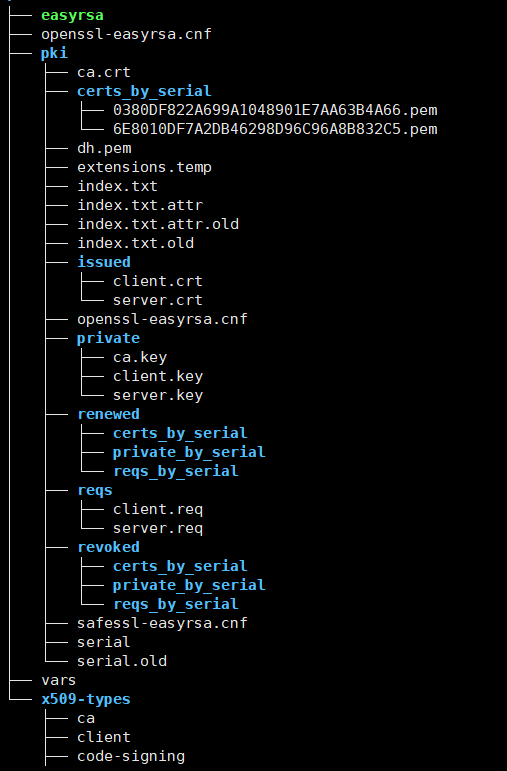 easyrsa
openssl-easyrsa.cnf
pki
ca.crt
certs_by_serial
0380DF822A699A1048901E7AA63B4A66.pem
6E8010DF7A2DB46298D96C96A8B832C5.pem
dh.pem
extensions.temp
index.txt
index.txt.attr
index.txt.attr.old
index.txt.old
issued
client.crt
server.crt
openssl-easyrsa.cnf
private
ca.key
client.key
server.key
renewed
certs_by_serial
private_by_serial
reqs_by_serial
reqs
client.req
server.req
revoked
certs_by_serial
private_by_serial
reqs_by_serial
safessl-easyrsa.cnf
serial
serial.old
vars
x509-types
ca
client
code-signing